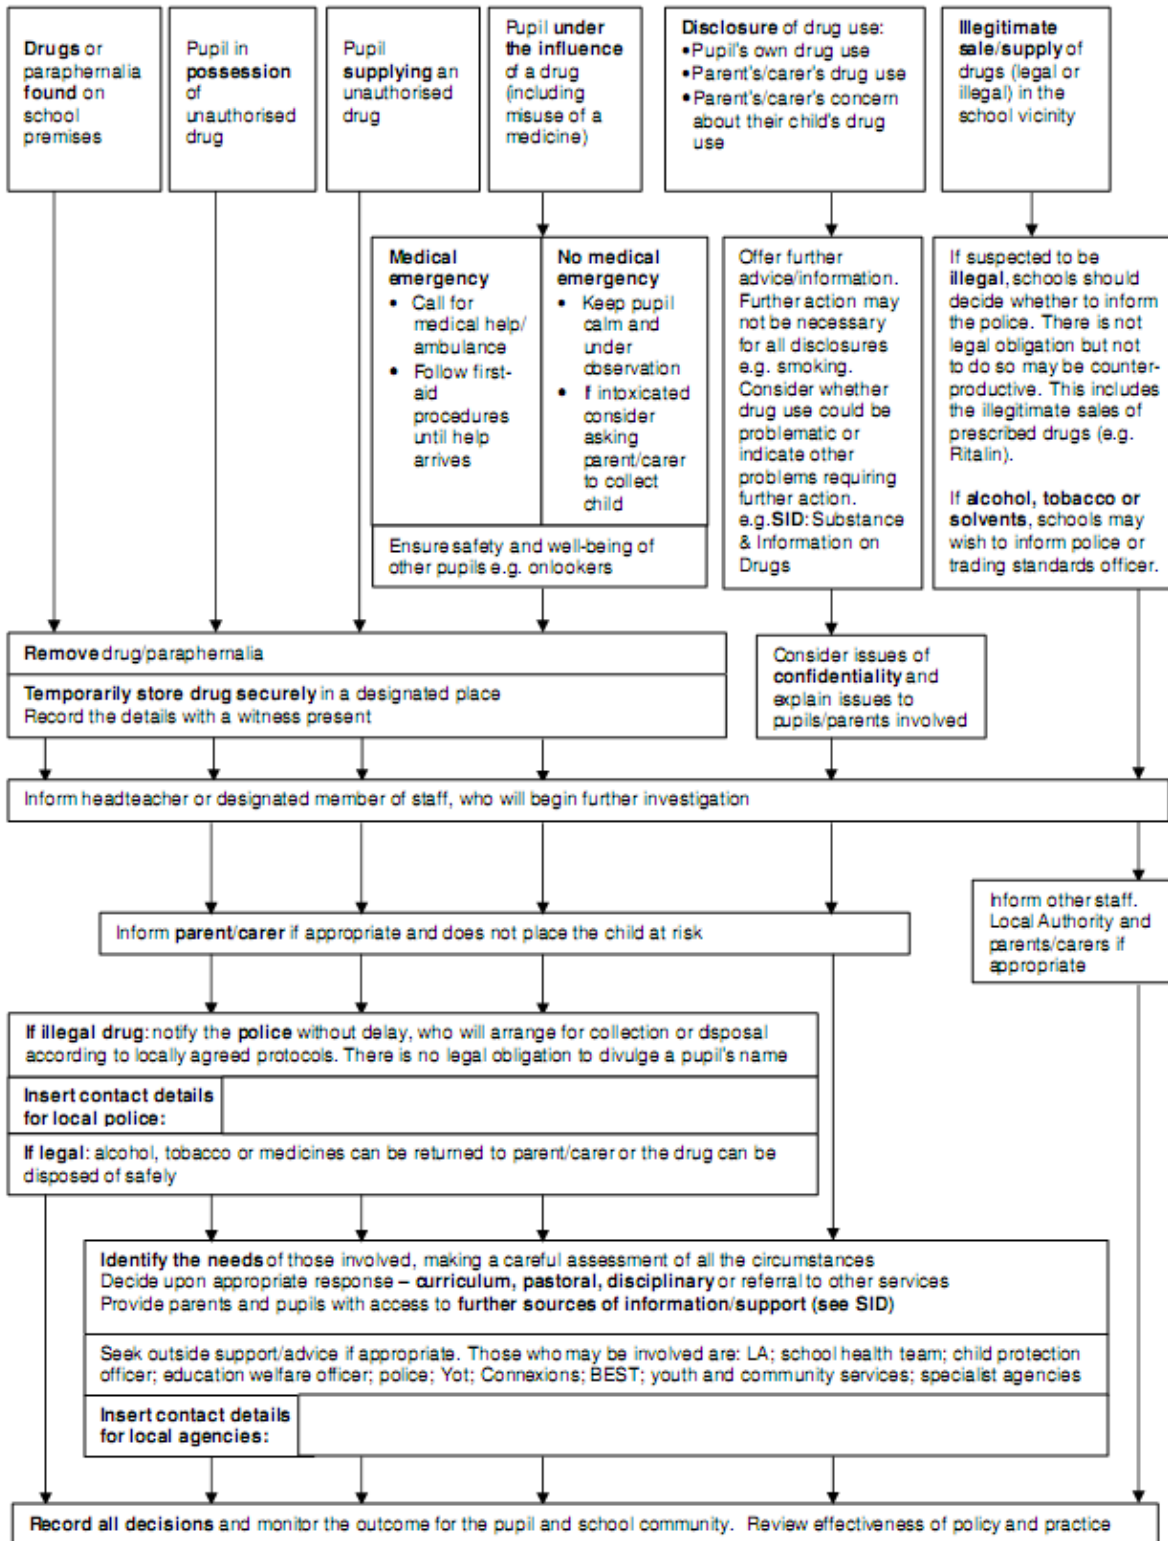 Drugs or
paraphernalia
found on
school
premises
Pupil in
possession
of
unauthorised
drug
Pupil
supplying an
unauthorised
drug
Pupil under
the influence
of a drug
(including
misuse of a
medicine)
Disclosure of drug use:
•Pupil's own drug use
•Parent's/carer's drug use
•Parent's/carer's concern
about their child's drug
use
Illegitimate
sale/supply of
drugs (legal or
illegal) in the
school vicinity
Medical
emergency
• Call for
medical help/
ambulance
• Follow first-
aid
procedures
until help
arrives
No medical
emergency
• Keep pupil
calm and
under
observation
• If intoxicated
consider
asking
parent/carer
to collect
child
Ensure safety and well-being of
other pupils e.g. onlookers
Offer further
advice/information.
Further action may
not be necessary
for all disclosures
e.g. smoking.
Consider whether
drug use could be
problematic or
indicate other
problems requiring
further action.
e.g.SID: Substance
& Information on
Drugs
If suspected to be
illegal, schools should
decide whether to inform
the police. There is not
legal obligation but not
to do so may be counter-
productive. This includes
the illegitimate sales of
prescribed drugs (e.g.
Ritalin).
If alcohol, tobacco or
solvents, schools may
wish to inform police or
trading standards officer.
Remove drug/paraphernalia
Temporarily store drug securely in a designated place
Record the details with a witness present
Consider issues of
confidentiality and
explain issues to
pupils/parents involved
Inform headteacher or designated member of staff, who will begin further investigation
Inform parent/carer if appropriate and does not place the child at risk
Inform other staff.
Local Authority and
parents/carers if
appropriate
If illegal drug: notify the police without delay, who will arrange for collection or disposal
according to locally agreed protocols. There is no legal obligation to divulge a pupil's name
Insert contact details
for local police:
If legal: alcohol, tobacco or medicines can be returned to parent/carer or the drug can be
disposed of safely
Identify the needs of those involved, making a careful assessment of all the circumstances
Decide upon appropriate response – curriculum, pastoral, disciplinary or referral to other services
Provide parents and pupils with access to further sources of information/support (see SID)
Seek outside support/advice if appropriate. Those who may be involved are: LA; school health team; child protection
officer; education welfare officer; police; Yot; Connexions; BEST; youth and community services; specialist agencies
Insert contact details
for local agencies:
Record all decisions and monitor the outcome for the pupil and school community. Review effectiveness of policy and practice